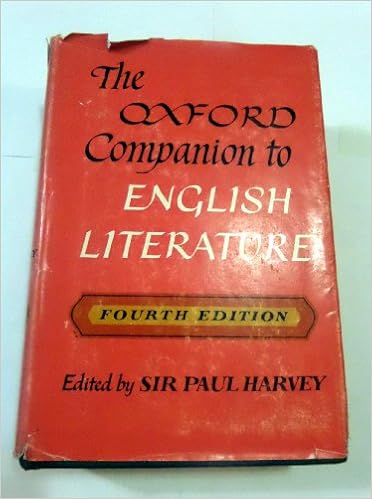 The
OXFORD
Companion to
ENGLISH
LITERATURE
FOURTH EDITION
Edited by SIR PAUL HARVEY